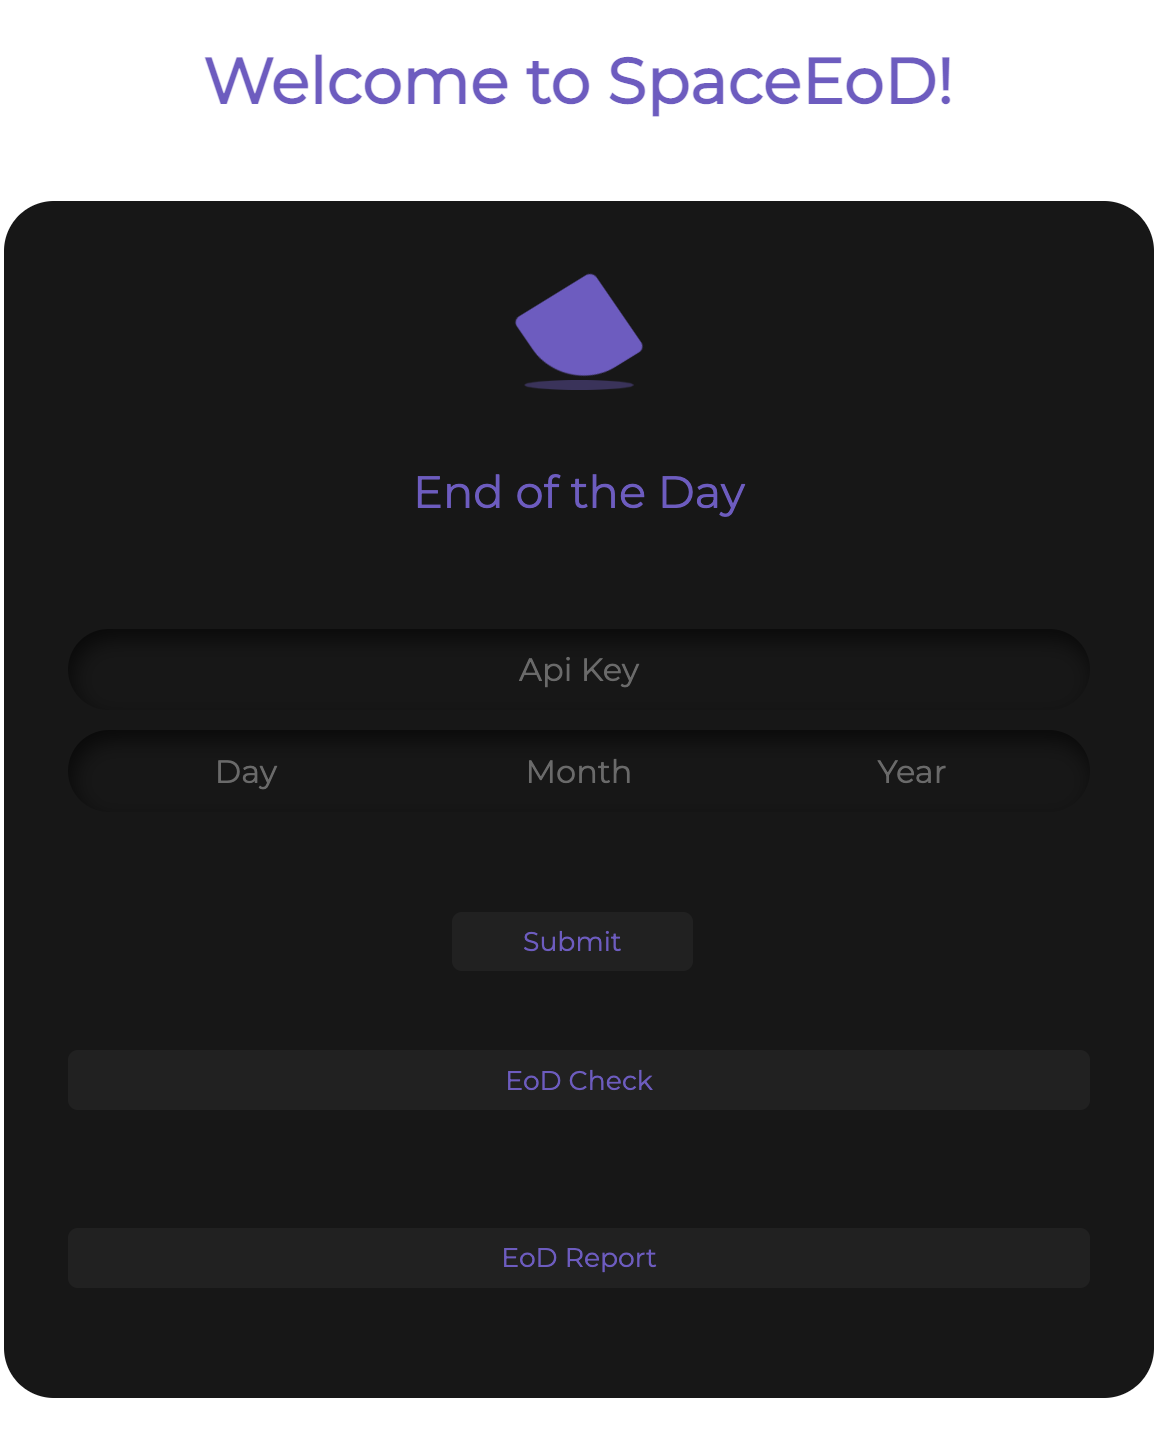 Welcome to SpaceEoD!
End of the Day
Api Key
Day Month Year
Submit
EoD Check
EoD Report